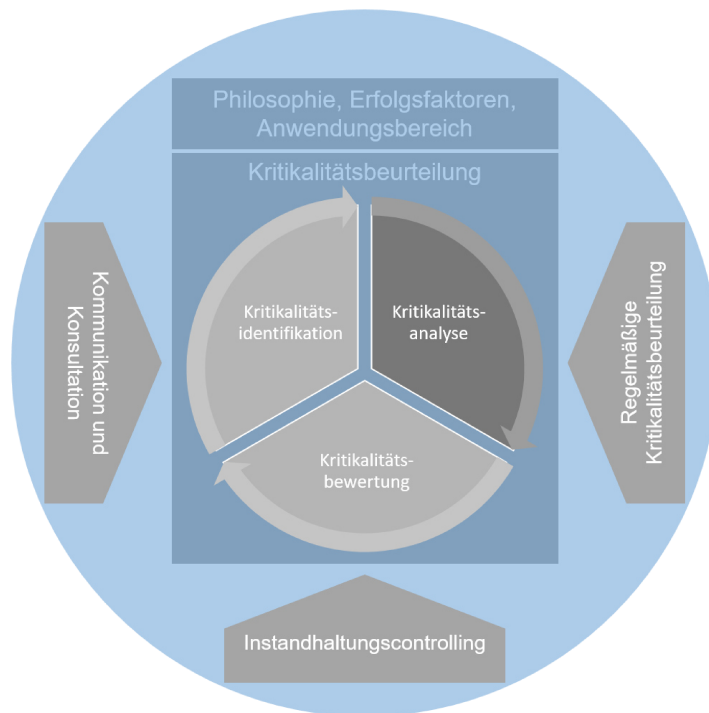 Philosophie, Erfolgsfaktoren,
Anwendungsbereich
Kritikalitätsbeurteilung
Kritikalitäts-
identifikation
Kritikalitäts-
analyse
Kritikalitäts-
bewertung
Kommunikation und
Konsultation
Regelmäßige
Kritikalitätsbeurteilung
Instandhaltungscontrolling